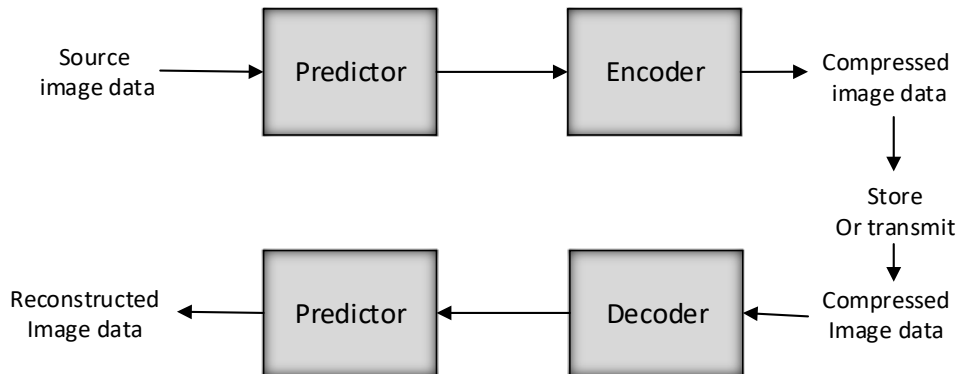 Source
image data
Predictor
Encoder
Compressed
image data
Store
Or transmit
Compressed
Image data
Decoder
Predictor
Reconstructed
Image data